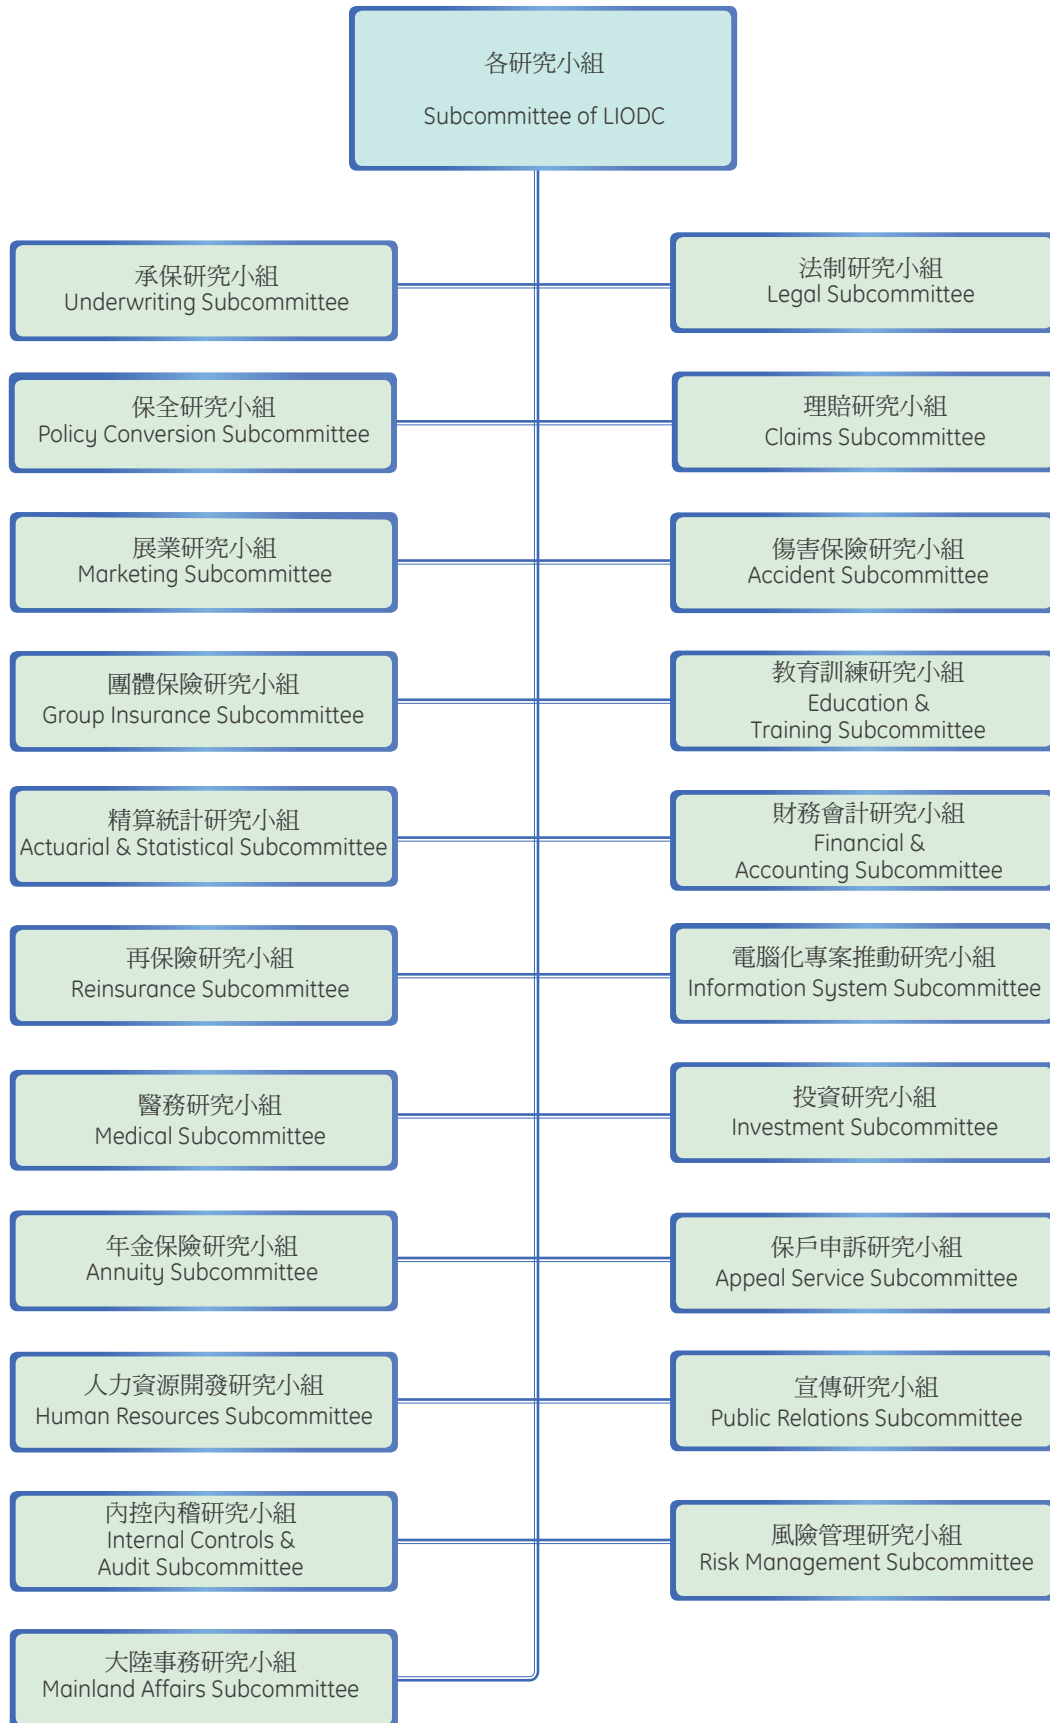 各研究小組
Subcommittee of LIODC
承保研究小組
Underwriting Subcommittee
法制研究小組
Legal Subcommittee
保全研究小組
Policy Conversion Subcommittee
理賠研究小組
Claims Subcommittee
展業研究小組
Marketing Subcommittee
傷害保險研究小組
Accident Subcommittee
團體保險研究小組
Group Insurance Subcommittee
教育訓練研究小組
Education &
Training Subcommittee
精算統計研究小組
Actuarial & Statistical Subcommittee
財務會計研究小組
Financial &
Accounting Subcommittee
再保險研究小組
Reinsurance Subcommittee
電腦化專案推動研究小組
Information System Subcommittee
醫務研究小組
Medical Subcommittee
投資研究小組
Investment Subcommittee
年金保險研究小組
Annuity Subcommittee
保戶申訴研究小組
Appeal Service Subcommittee
人力資源開發研究小組
Human Resources Subcommittee
宣傳研究小組
Public Relations Subcommittee
內控內稽研究小組
Internal Controls &
Audit Subcommittee
風險管理研究小組
Risk Management Subcommittee
大陸事務研究小組
Mainland Affairs Subcommittee